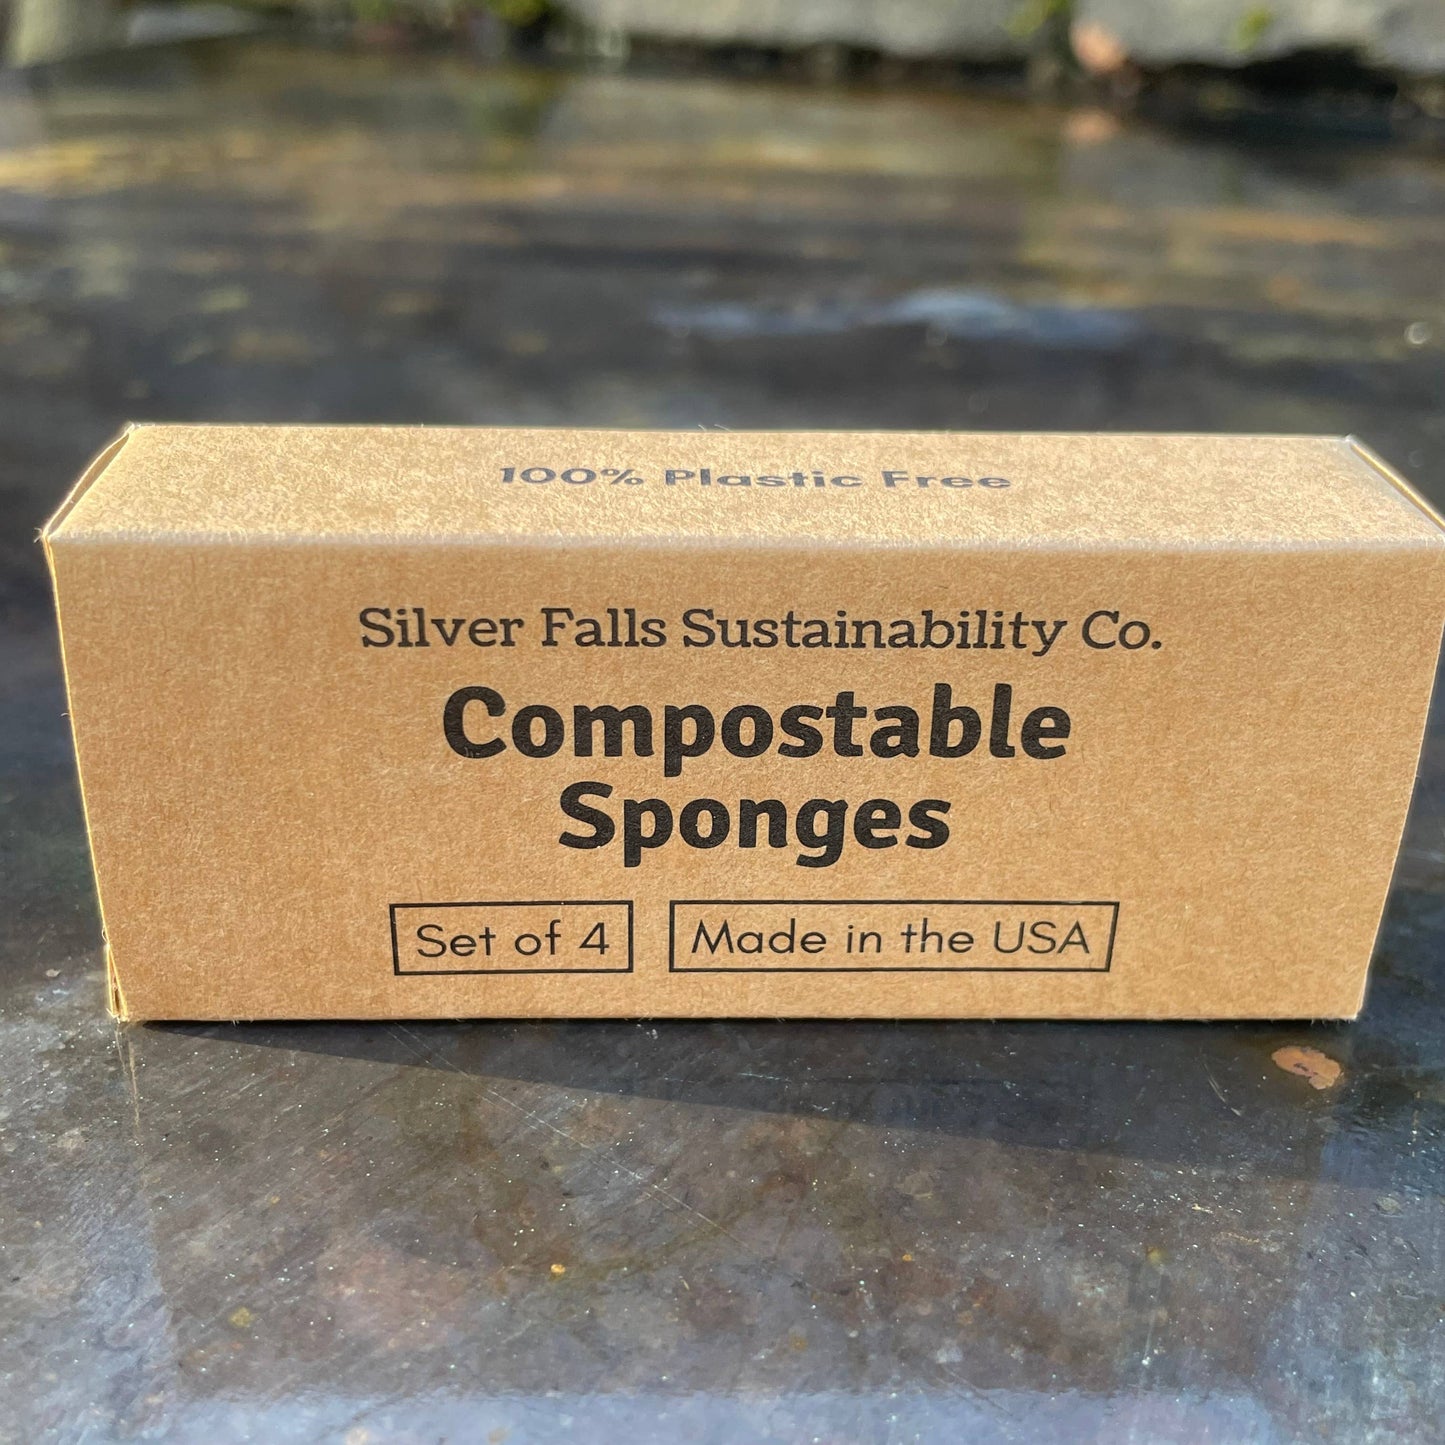 100% Plastic Free
Silver Falls Sustainability Co.
Compostable
Sponges
Set of 4
Made in the USA